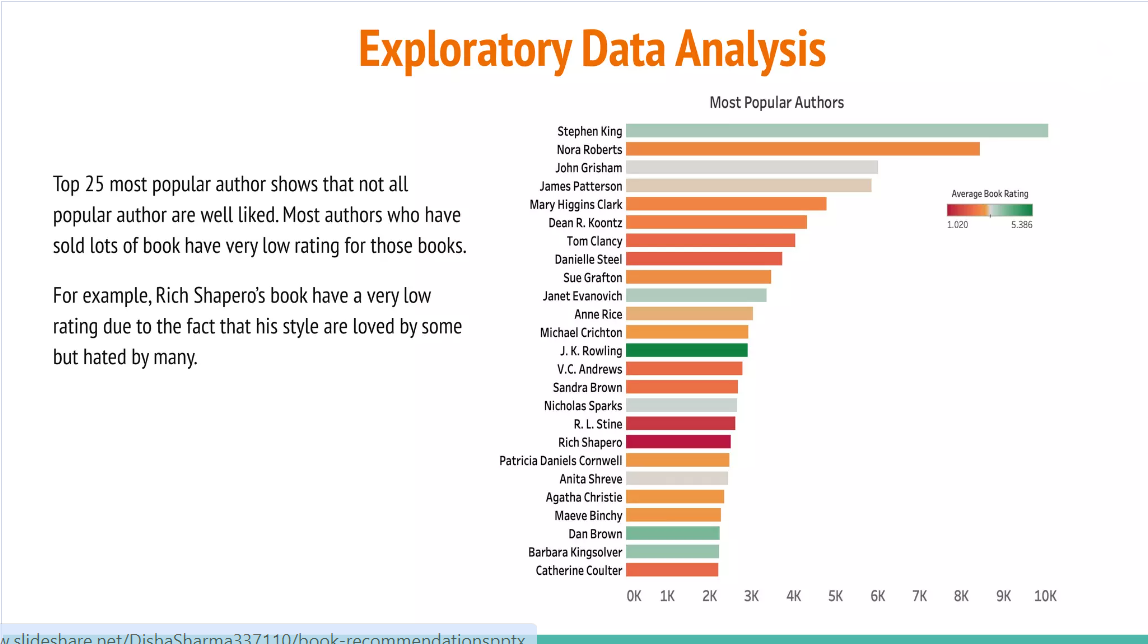 Exploratory Data Analysis
Top 25 most popular author shows that not all
popular author are well liked. Most authors who have
sold lots of book have very low rating for those books.
For example, Rich Shapero's book have a very low
rating due to the fact that his style are loved by some
but hated by many.
Most Popular Authors
Stephen King
Nora Roberts
John Grisham
James Patterson
Mary Higgins Clark
Dean R. Koontz
Tom Clancy
Danielle Steel
Sue Grafton
Janet Evanovich
Anne Rice
Michael Crichton
J. K. Rowling
V.C. Andrews
Sandra Brown
Nicholas Sparks
R. L. Stine
Rich Shapero
Patricia Daniels Cornwell
Anita Shreve
Agatha Christie
Maeve Binchy
Dan Brown
Barbara Kingsolver
Catherine Coulter
0K 1K 2K 3K 4K 5K 6K 7K 8K 9K 10K
Average Book Rating
1.020 5.386
w.slideshare.net/DishaSharma337110/book-recommendationspptx